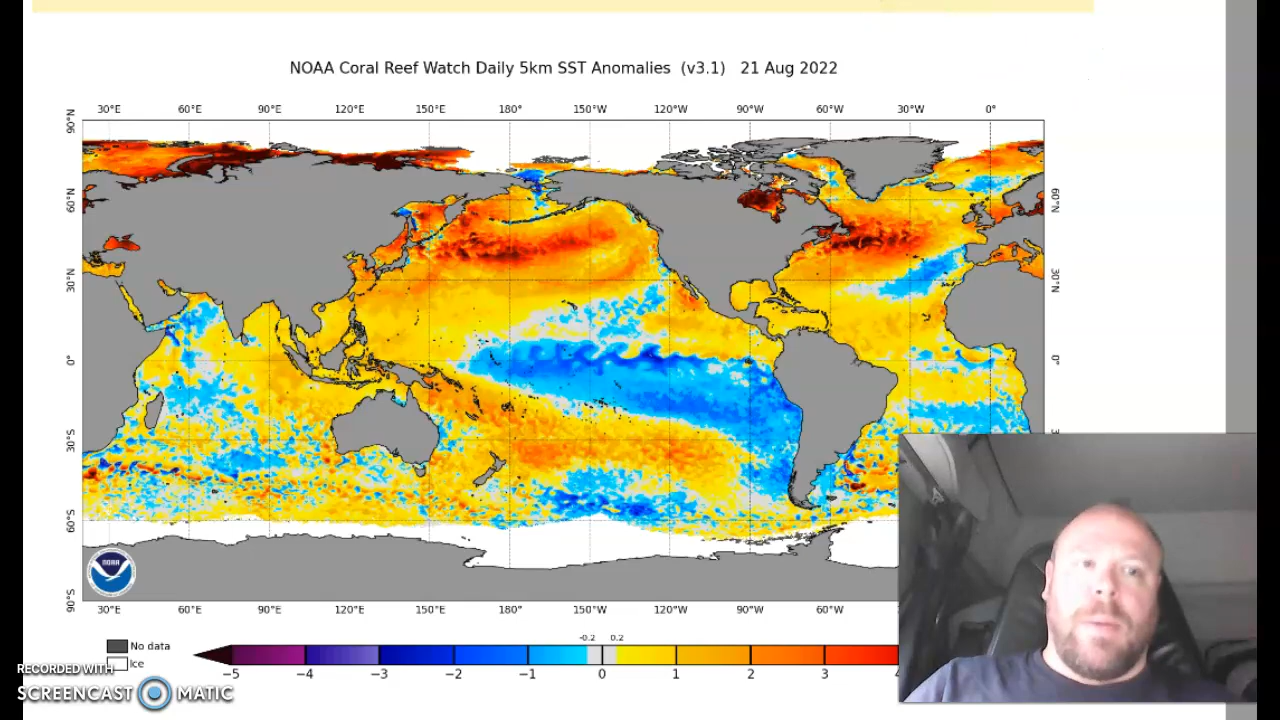 NOAA Coral Reef Watch Daily 5km SST Anomalies (v3.1) 21 Aug 2022
30°E 60°E 90°E 120°E 150°E 180° 150°W 120°W 90°W 60°W 30°W 0°
90°N
60°N 60°N
30°N 30°N
0° 0°
30°S
60°S
90°S
NOAA
30°E 60°E 90°E 120°E 150°E 180° 150°W 120°W 90°W 60°W
-0.2 0.2
No data
Ice
−5 −4 −3 −2 −1 0 1 2 3
RECORDED WITH
SCREENCAST MATIC